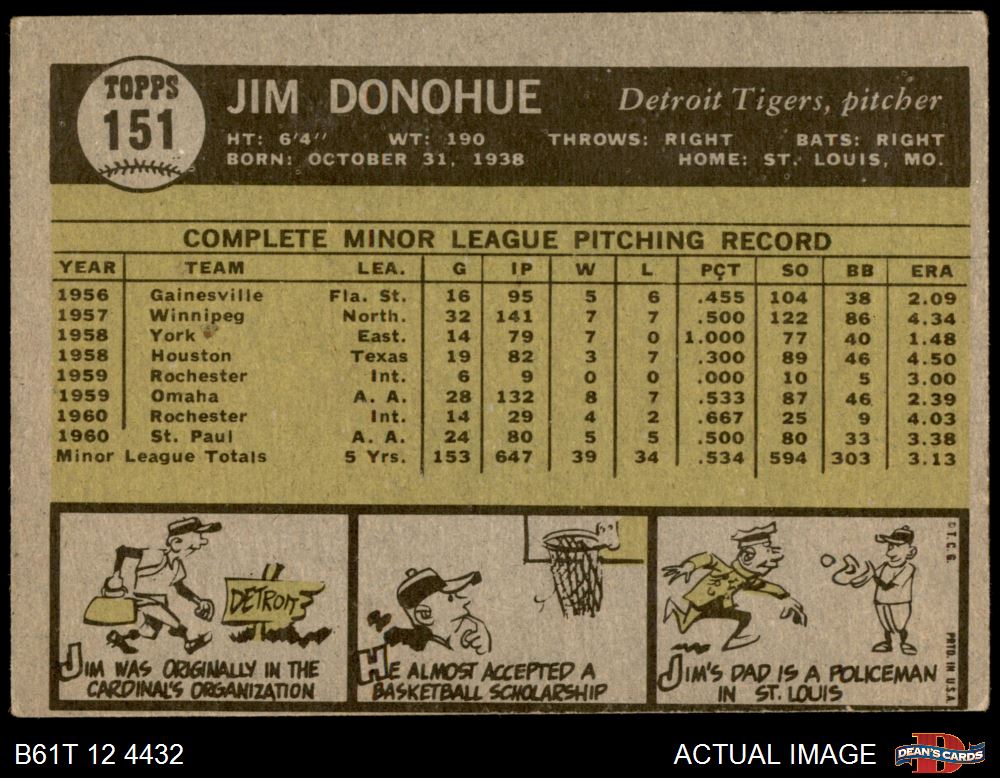 TOPPS
151
JIM DONOHUE
Detroit Tigers, pitcher
HT: 6'4" WT: 190 THROWS: RIGHT BATS: RIGHT
BORN: OCTOBER 31, 1938 HOME: ST. LOUIS, MO.
COMPLETE MINOR LEAGUE PITCHING RECORD
YEAR TEAM LEA. G IP W L PCT SO BB ERA
1956 Gainesville Fla. St. 16 95 5 6 .455 104 38 2.09
1957 Winnipeg North. 32 141 7 7 .500 122 86 4.34
1958 York East. 14 79 7 0 1.000 77 40 1.48
1958 Houston Texas 19 82 3 7 .300 89 46 4.50
1959 Rochester Int. 6 9 0 0 .000 10 5 3.00
1959 Omaha A. A. 28 132 8 7 .533 87 46 2.39
1960 Rochester Int. 14 29 4 2 .667 25 9 4.03
1960 St. Paul A. A. 24 80 5 5 .500 80 33 3.38
Minor League Totals 5 Yrs. 153 647 39 34 .534 594 303 3.13
DETROIT
JIM WAS ORIGINALLY IN THE
CARDINAL'S ORGANIZATION
HE ALMOST ACCEPTED A
BASKETBALL SCHOLARSHIP
JIM'S DAD IS A POLICEMAN
IN ST. LOUIS
© T.C.G.
PRTD. IN U.S.A.
B61T 12 4432
ACTUAL IMAGE
DEAN'S CARDS